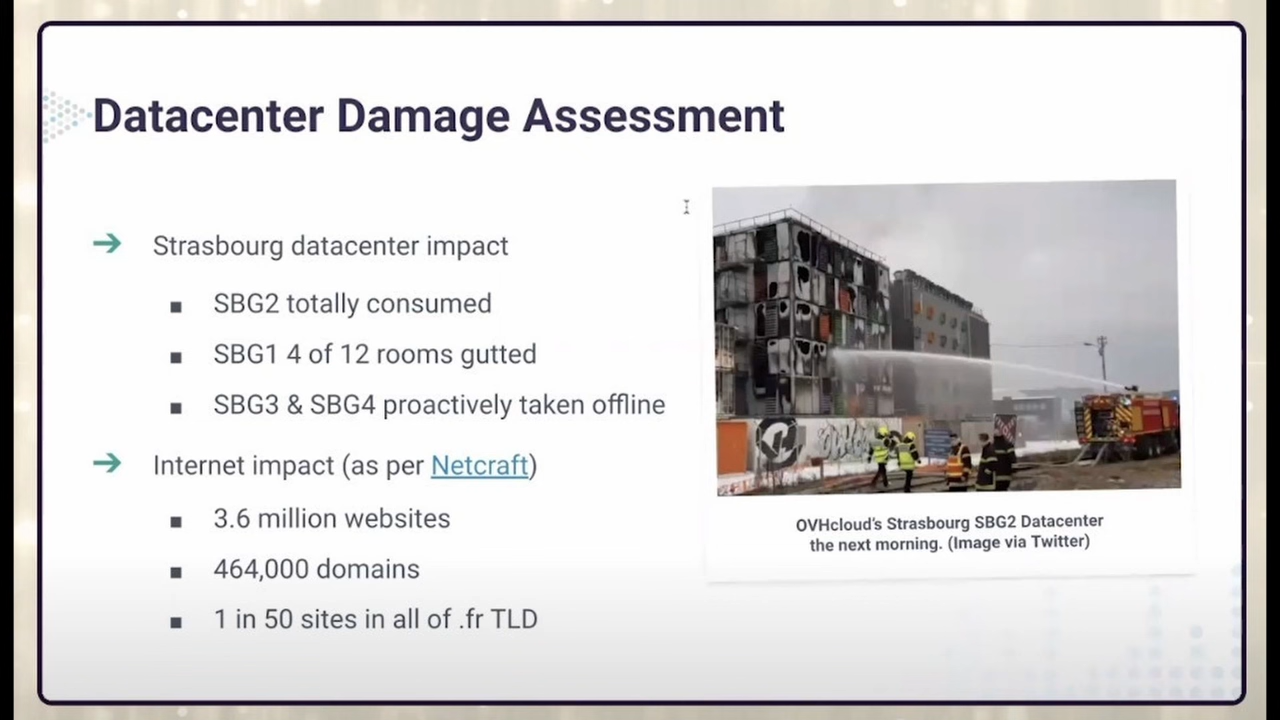 Datacenter Damage Assessment
Strasbourg datacenter impact
SBG2 totally consumed
SBG1 4 of 12 rooms gutted
SBG3 & SBG4 proactively taken offline
Internet impact (as per Netcraft)
3.6 million websites
464,000 domains
1 in 50 sites in all of .fr TLD
OVHcloud's Strasbourg SBG2 Datacenter
the next morning. (Image via Twitter)